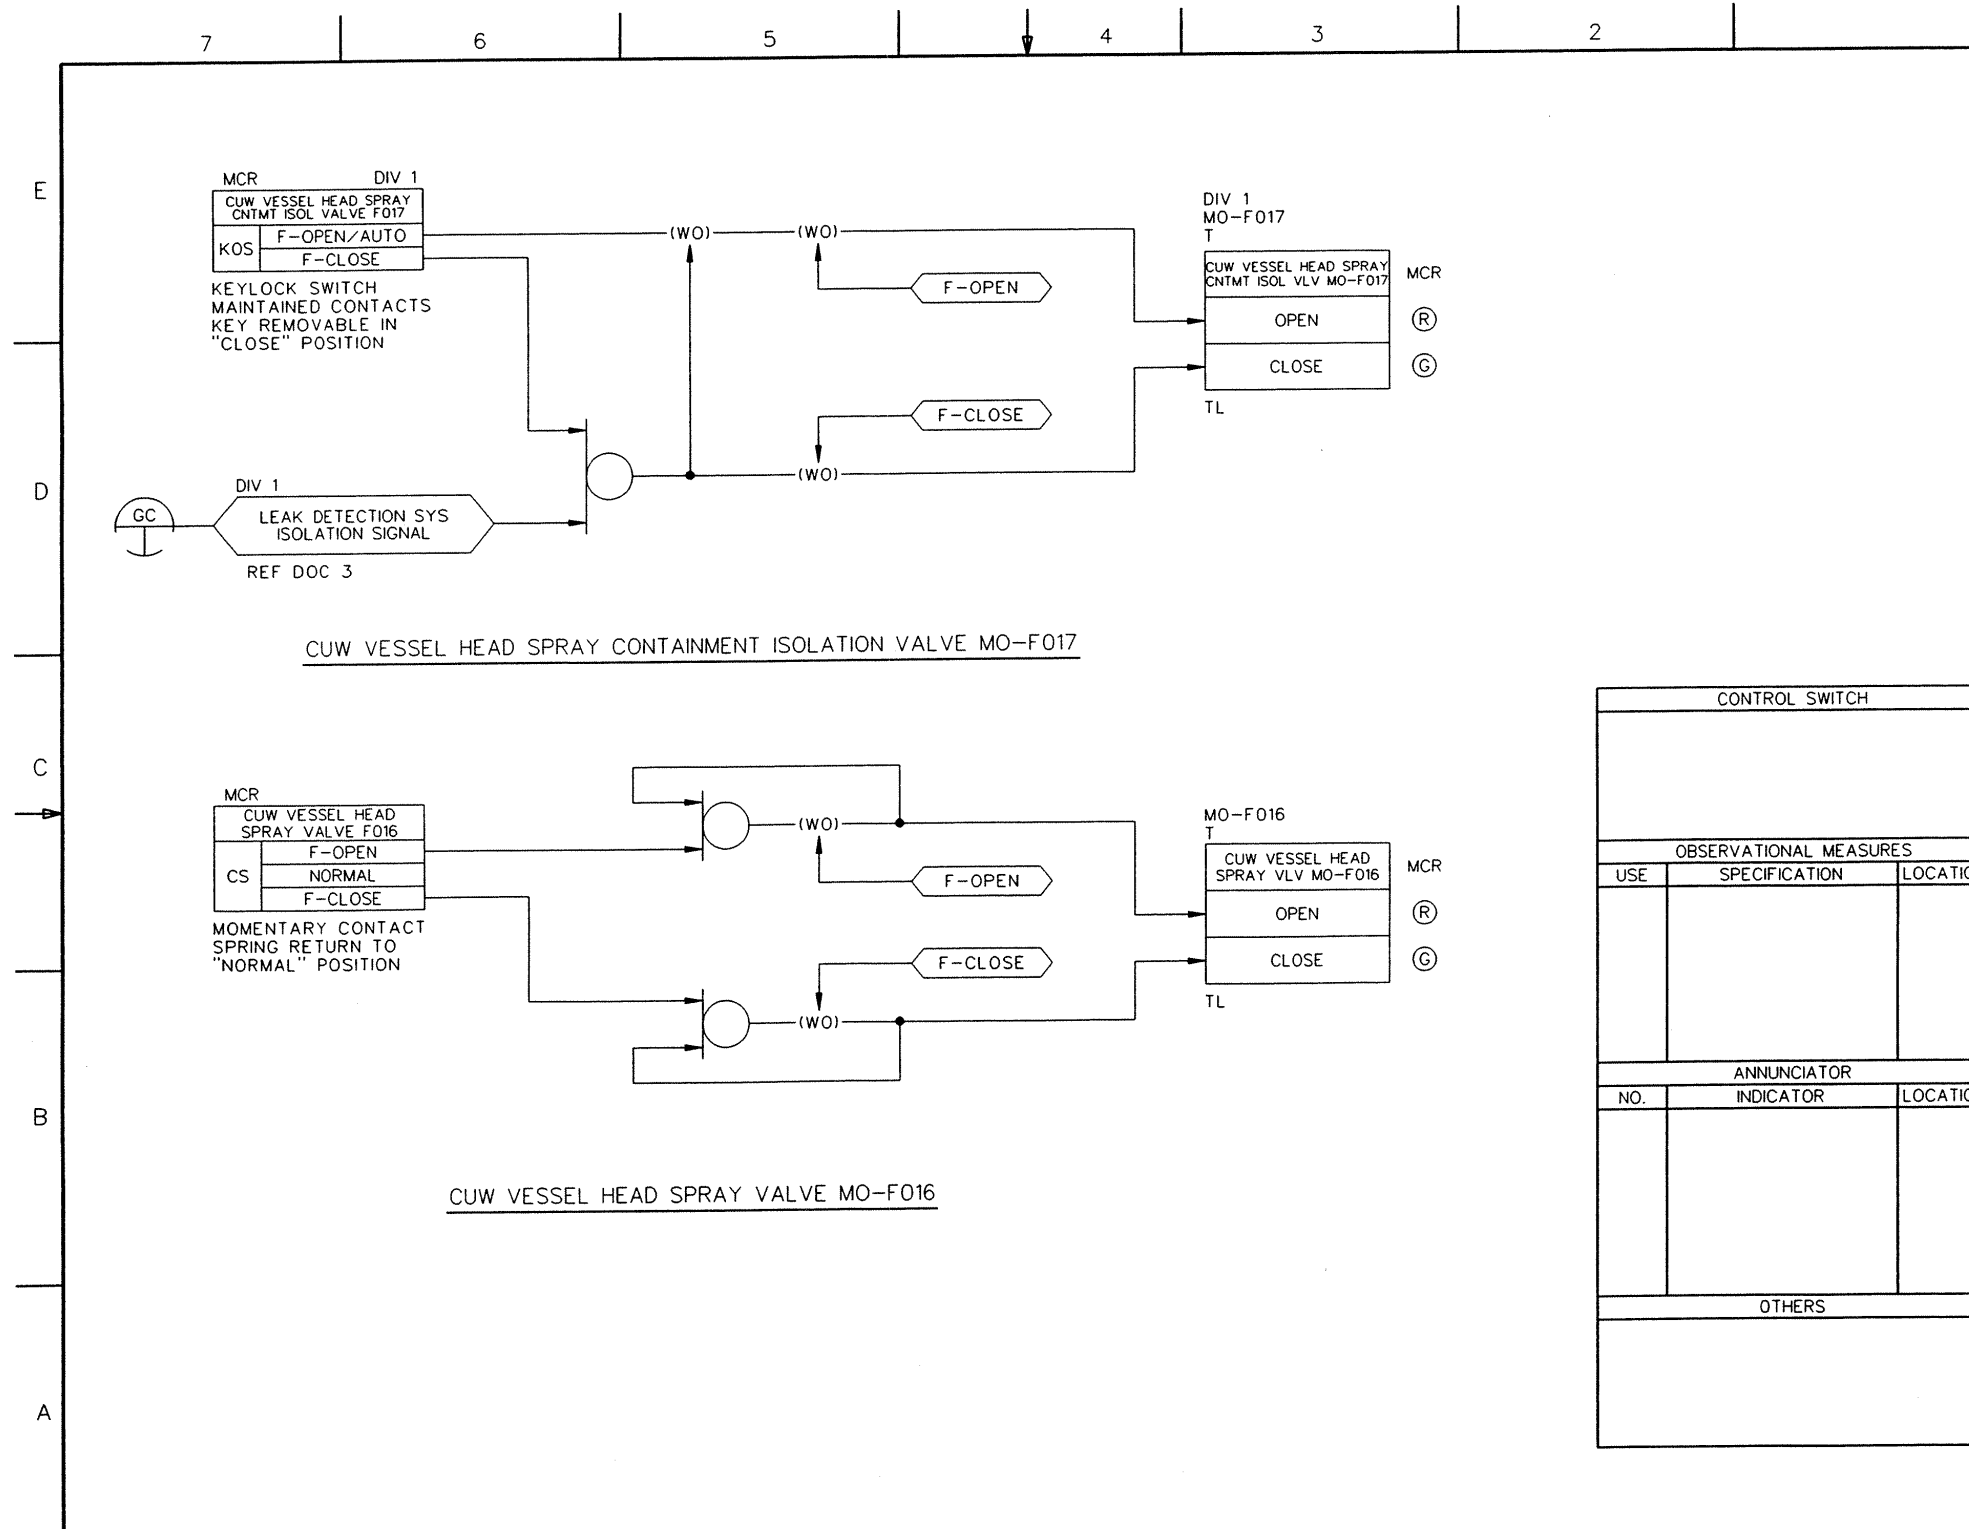 7 6 5 4 3 2
E
D
C
B
A
MCR DIV 1
CUW VESSEL HEAD SPRAY
CNTMT ISOL VALVE F017
KOS
F-OPEN/AUTO
F-CLOSE
KEYLOCK SWITCH
MAINTAINED CONTACTS
KEY REMOVABLE IN
"CLOSE" POSITION
(WO) (WO)
F-OPEN
F-CLOSE
(WO)
DIV 1
MO-F017
T
CUW VESSEL HEAD SPRAY
CNTMT ISOL VLV MO-F017
MCR
OPEN
R
CLOSE
G
TL
GC
DIV 1
LEAK DETECTION SYS
ISOLATION SIGNAL
REF DOC 3
CUW VESSEL HEAD SPRAY CONTAINMENT ISOLATION VALVE MO-F017
MCR
CUW VESSEL HEAD
SPRAY VALVE F016
CS
F-OPEN
NORMAL
F-CLOSE
MOMENTARY CONTACT
SPRING RETURN TO
"NORMAL" POSITION
(WO)
F-OPEN
F-CLOSE
(WO)
MO-F016
T
CUW VESSEL HEAD
SPRAY VLV MO-F016
MCR
OPEN
R
CLOSE
G
TL
CUW VESSEL HEAD SPRAY VALVE MO-F016
CONTROL SWITCH
OBSERVATIONAL MEASURES
USE SPECIFICATION LOCATIO
ANNUNCIATOR
NO. INDICATOR LOCATIO
OTHERS